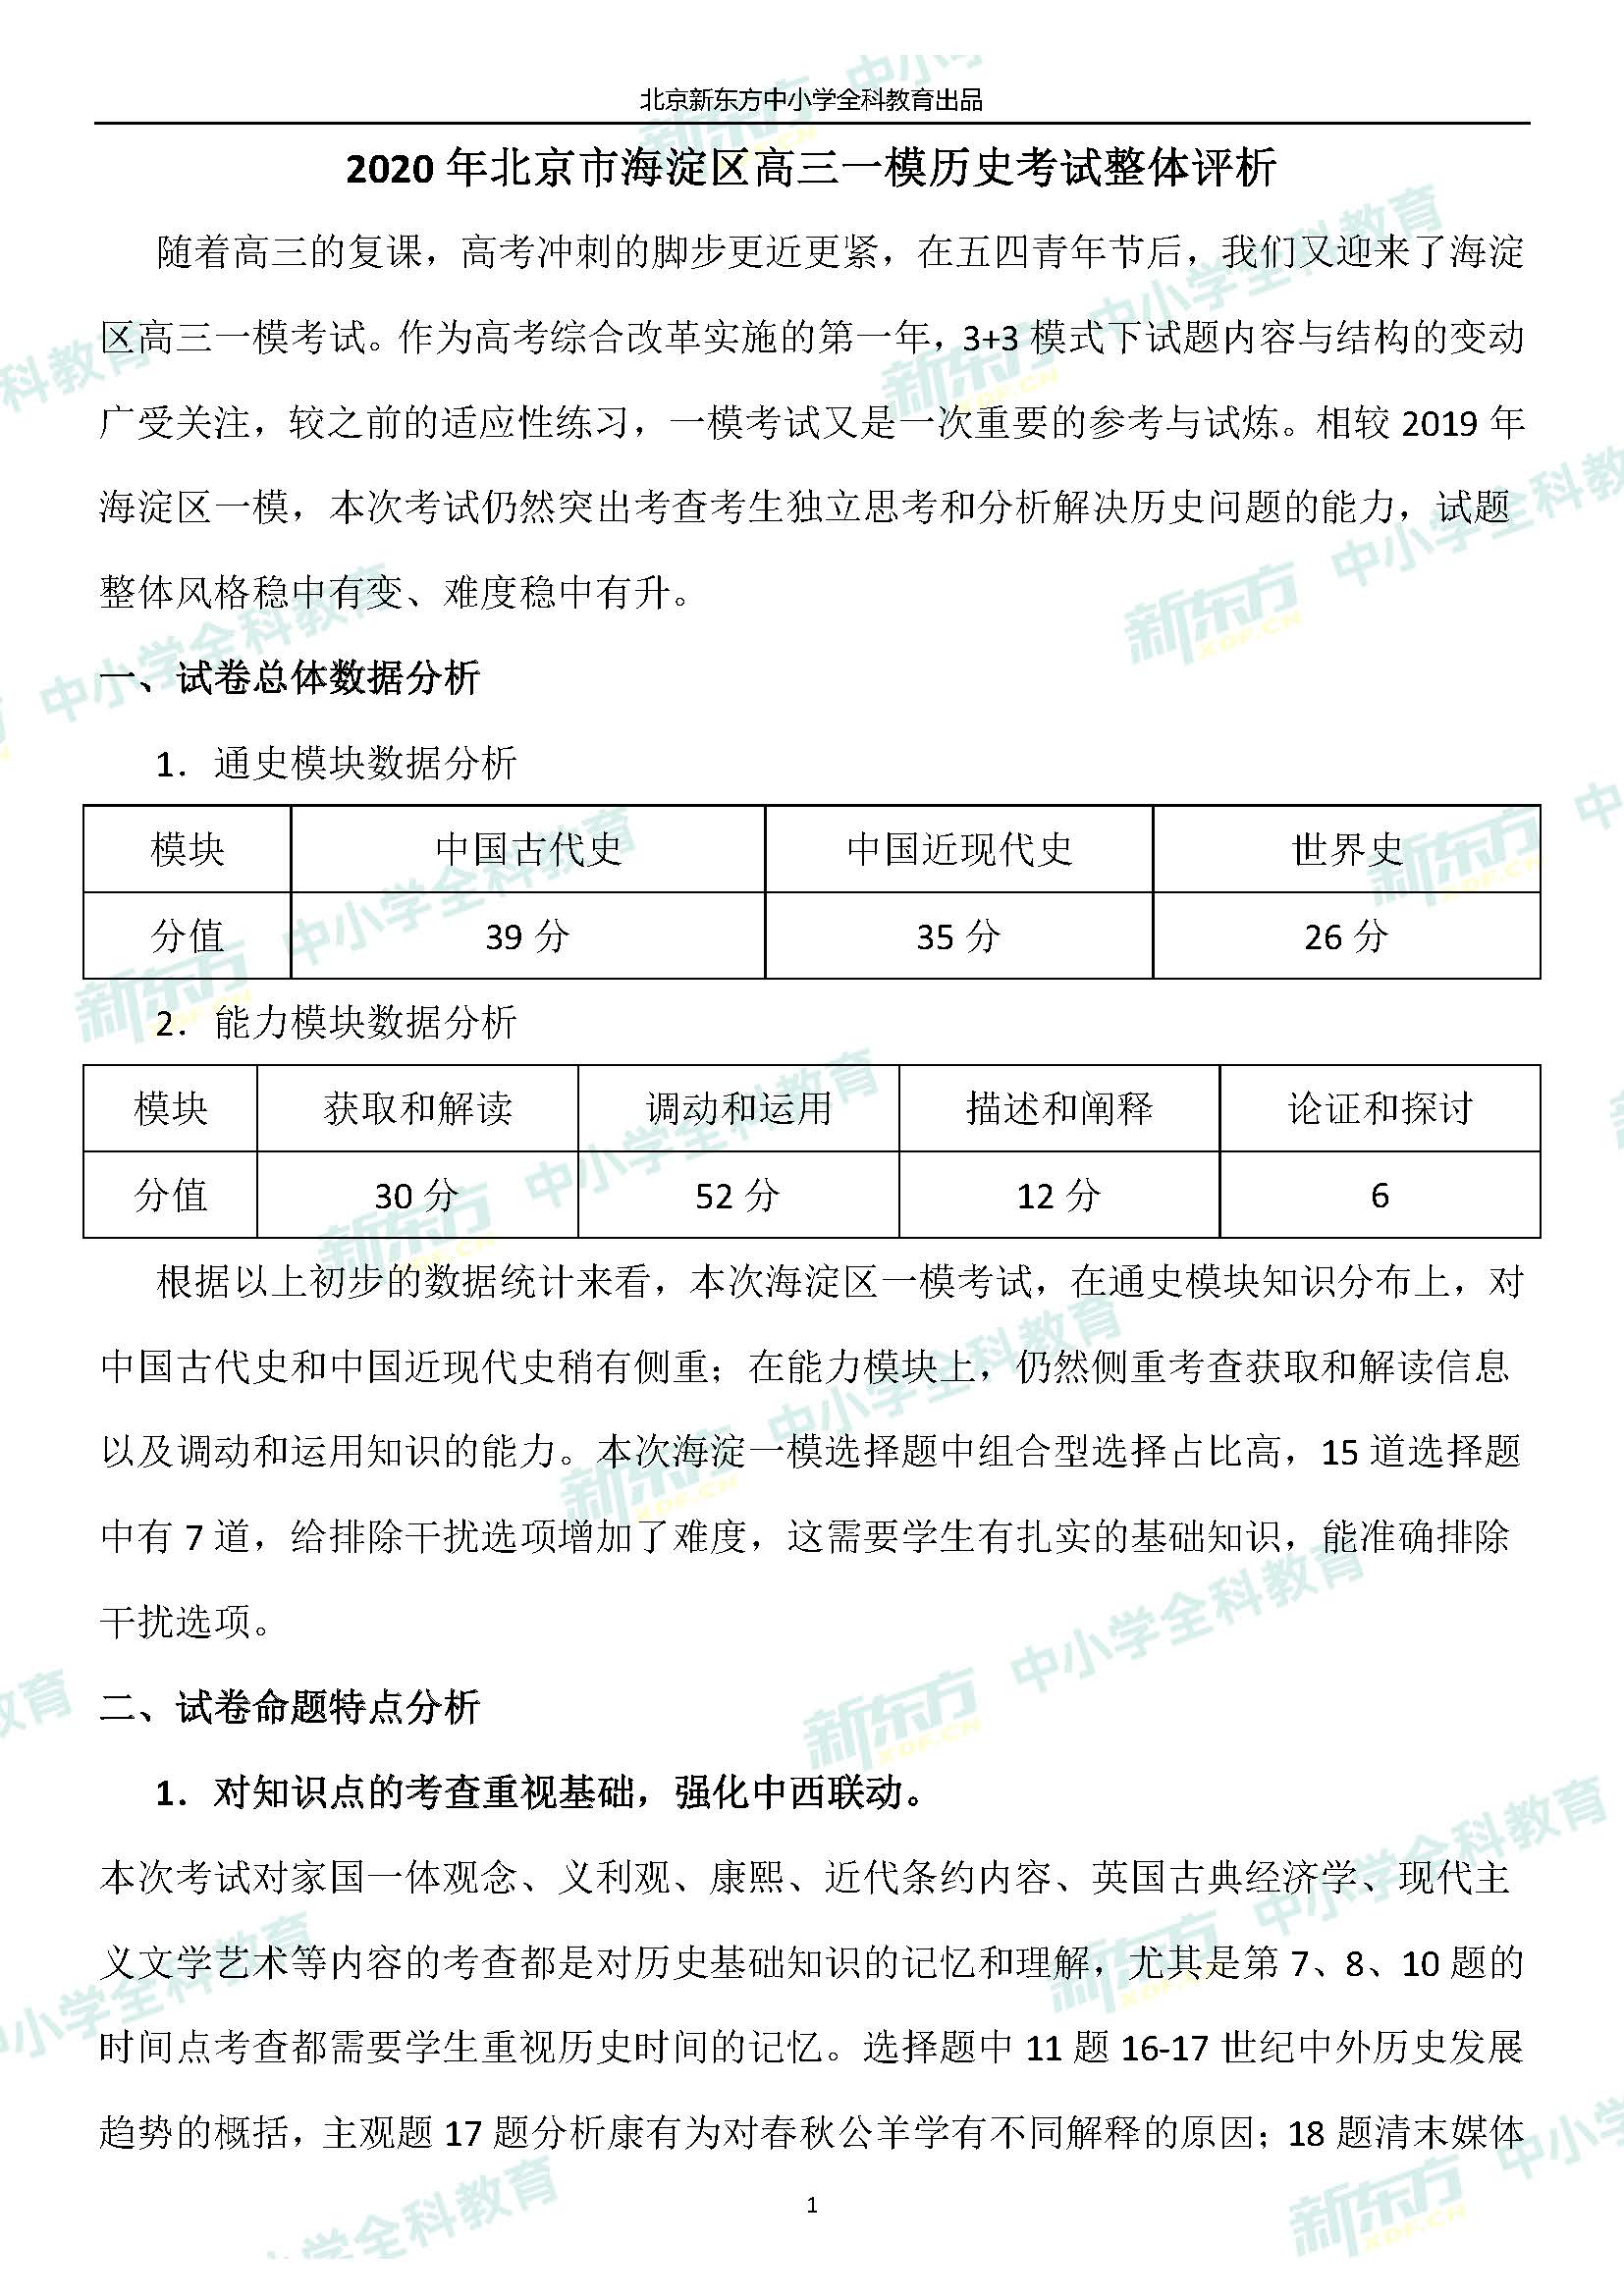 北京新东方中小学全科教育出品
2020 年北京市海淀区高三一模历史考试整体评析
随着高三的复课，高考冲刺的脚步更近更紧，在五四青年节后，我们又迎来了海淀
区高三一模考试。作为高考综合改革实施的第一年，3+3 模式下试题内容与结构的变动
广受关注，较之前的适应性练习，一模考试又是一次重要的参考与试炼。相较 2019 年
海淀区一模，本次考试仍然突出考查考生独立思考和分析解决历史问题的能力，试题
整体风格稳中有变、难度稳中有升。
一、试卷总体数据分析
1．通史模块数据分析
模块 中国古代史 中国近现代史 世界史
分值 39 分 35 分 26 分
2．能力模块数据分析
模块 获取和解读 调动和运用 描述和阐释 论证和探讨
分值 30 分 52 分 12 分 6
根据以上初步的数据统计来看，本次海淀区一模考试，在通史模块知识分布上，对
中国古代史和中国近现代史稍有侧重；在能力模块上，仍然侧重考查获取和解读信息
以及调动和运用知识的能力。本次海淀一模选择题中组合型选择占比高，15 道选择题
中有 7 道，给排除干扰选项增加了难度，这需要学生有扎实的基础知识，能准确排除
干扰选项。
二、试卷命题特点分析
1．对知识点的考查重视基础，强化中西联动。
本次考试对家国一体观念、义利观、康熙、近代条约内容、英国古典经济学、现代主
义文学艺术等内容的考查都是对历史基础知识的记忆和理解，尤其是第 7、8、10 题的
时间点考查都需要学生重视历史时间的记忆。选择题中 11 题 16-17 世纪中外历史发展
趋势的概括，主观题 17 题分析康有为对春秋公羊学有不同解释的原因；18 题清末媒体
1
新东方 XDF.CN 中小学全科教育